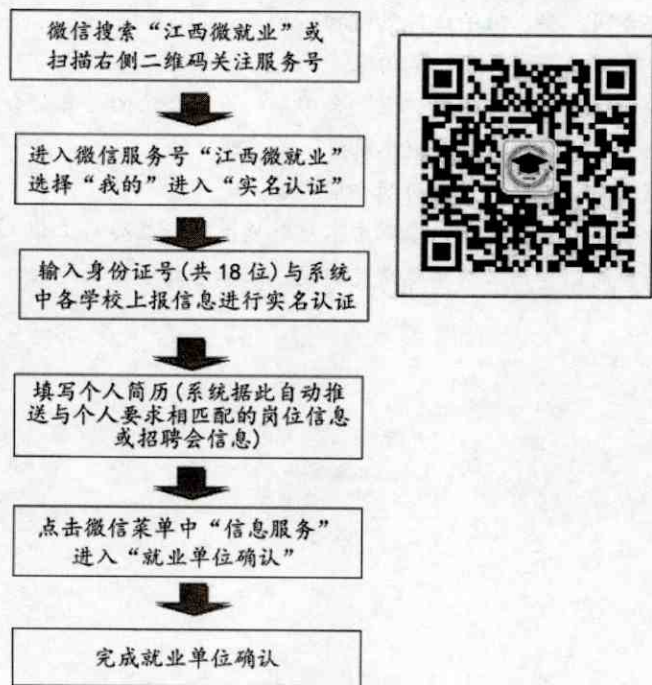 微信搜索“江西微就业”或
扫描右侧二维码关注服务号
进入微信服务号“江西微就业”
选择“我的”进入“实名认证”
输入身份证号(共18位)与系统
中各学校上报信息进行实名认证
填写个人简历(系统据此自动推
送与个人要求相匹配的岗位信息
或招聘会信息)
点击微信菜单中“信息服务”
进入“就业单位确认”
完成就业单位确认